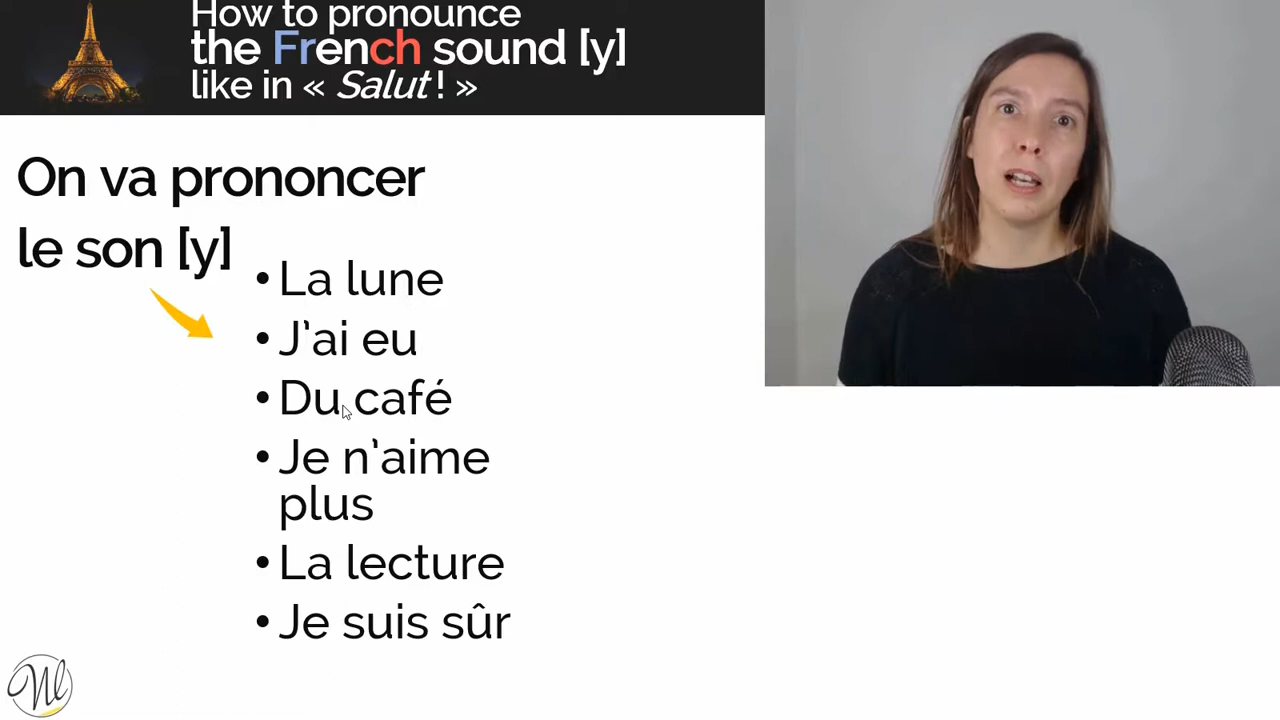 How to pronounce
the French sound [y]
like in « Salut ! »
On va prononcer
le son [y]
• La lune
• J'ai eu
• Du café
• Je n'aime
plus
• La lecture
• Je suis sûr
Nl